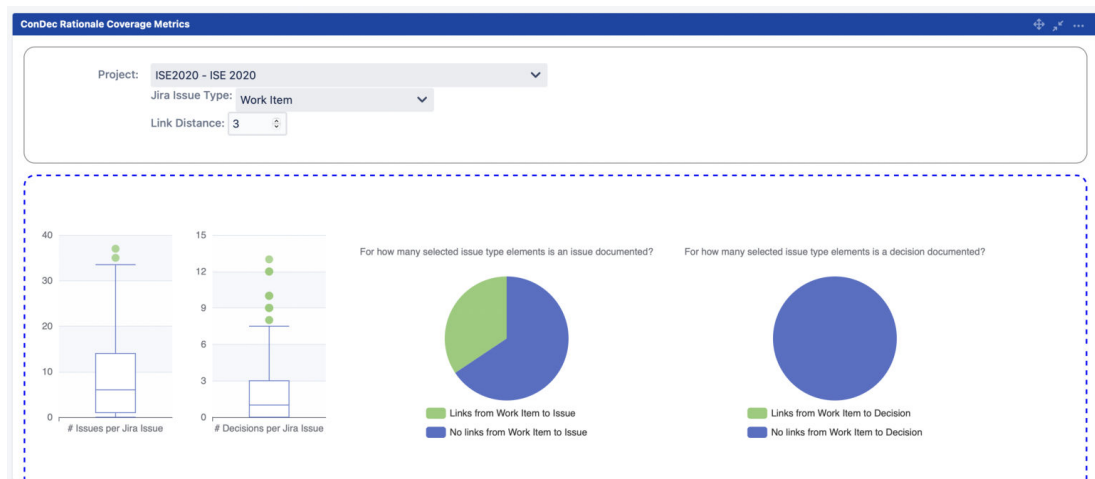 ConDec Rationale Coverage Metrics
Project: ISE2020 - ISE 2020
Jira Issue Type: Work Item
Link Distance: 3
40
30
20
10
0
# Issues per Jira Issue
15
12
9
6
3
0
# Decisions per Jira Issue
For how many selected issue type elements is an issue documented?
Links from Work Item to Issue
No links from Work Item to Issue
For how many selected issue type elements is a decision documented?
Links from Work Item to Decision
No links from Work Item to Decision